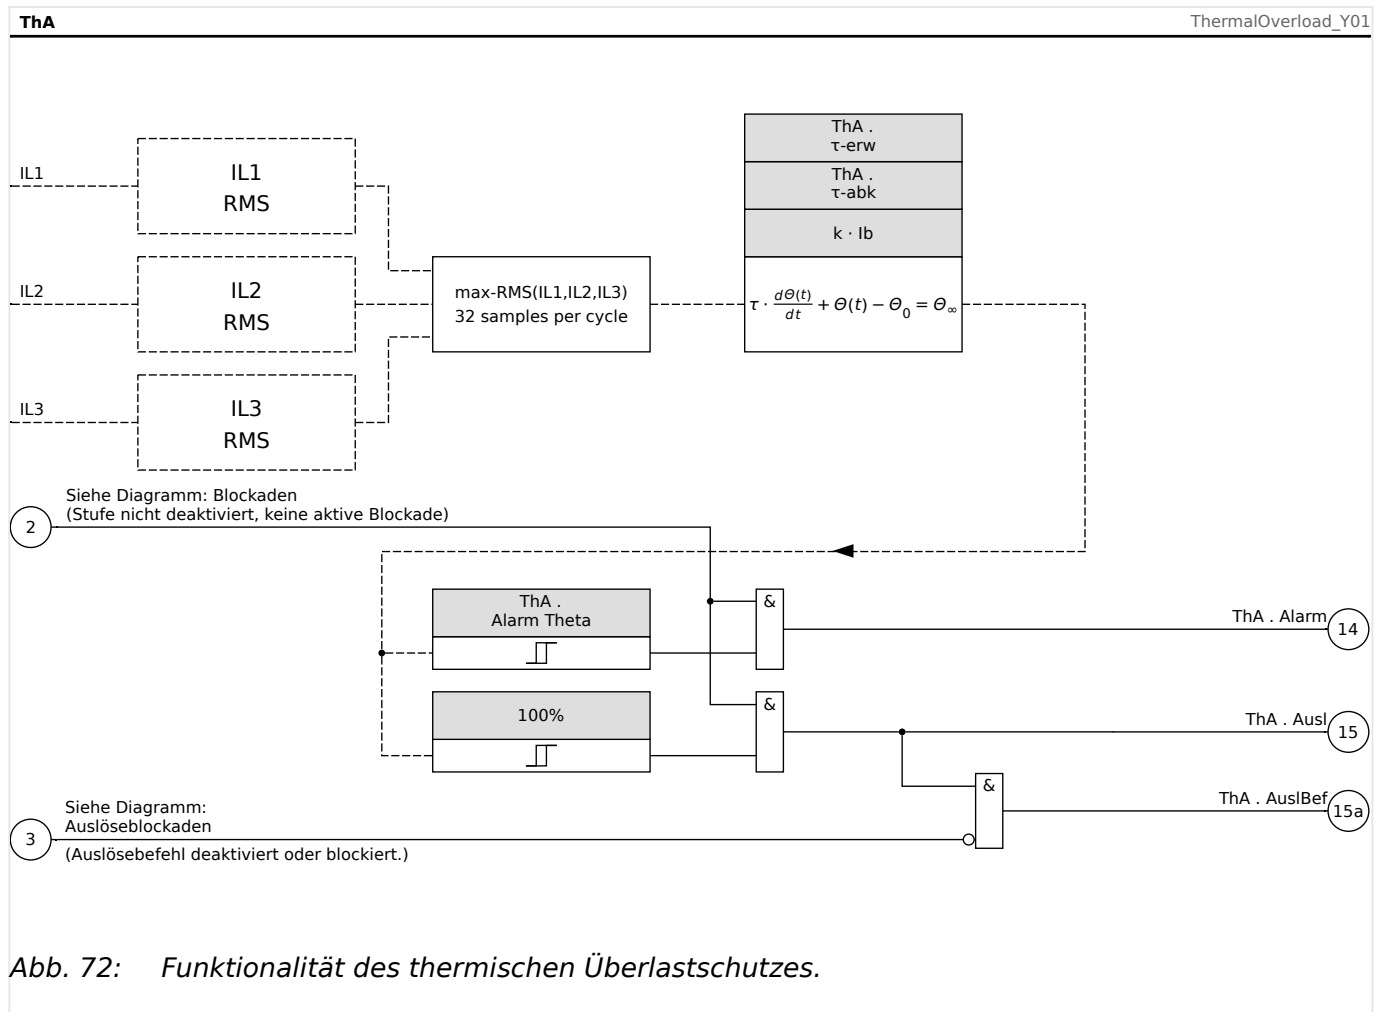 ThA
ThermalOverload_Y01
IL1
IL1
RMS
IL2
IL2
RMS
IL3
IL3
RMS
max-RMS(IL1,IL2,IL3)
32 samples per cycle
ThA .
τ-erw
ThA .
τ-abk
k · Ib
τ · dΘ(t)/dt + Θ(t) − Θ₀ = Θ∞
Siehe Diagramm: Blockaden
2
(Stufe nicht deaktiviert, keine aktive Blockade)
ThA .
Alarm Theta
&
ThA . Alarm
14
100%
&
ThA . Ausl
15
&
ThA . AuslBef
15a
Siehe Diagramm:
Auslöseblockaden
3
(Auslösebefehl deaktiviert oder blockiert.)
Abb. 72: Funktionalität des thermischen Überlastschutzes.